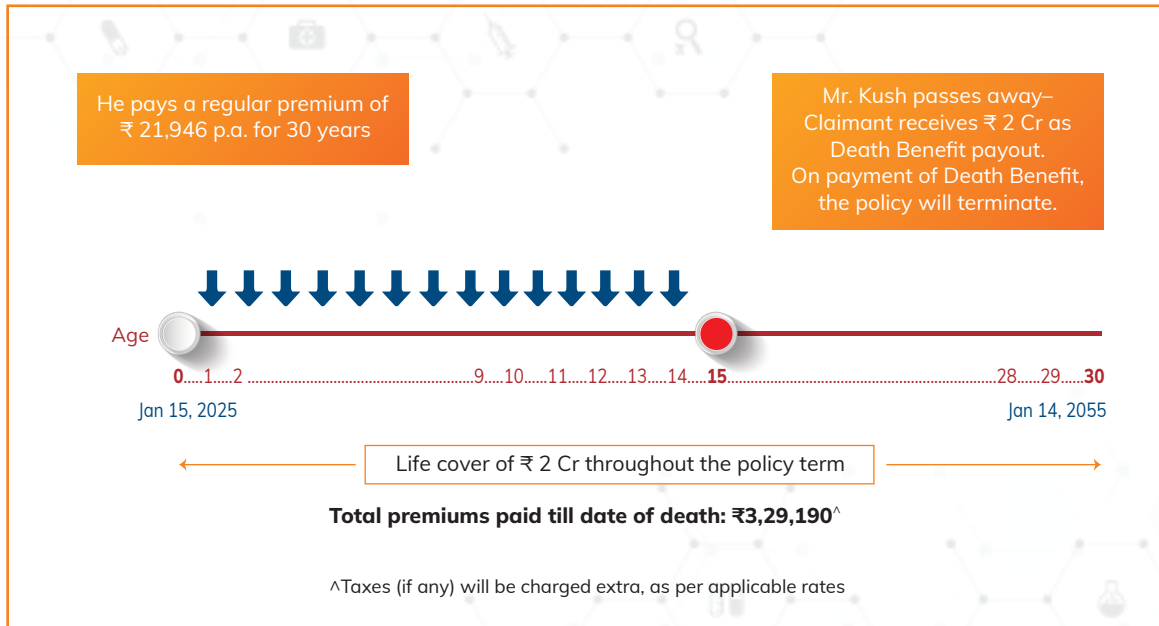 He pays a regular premium of
₹ 21,946 p.a. for 30 years
Mr. Kush passes away–
Claimant receives ₹ 2 Cr as
Death Benefit payout.
On payment of Death Benefit,
the policy will terminate.
Age
0.....1.....2 ........................................................9.....10......11......12......13......14.....15....................................................................28......29......30
Jan 15, 2025 Jan 14, 2055
Life cover of ₹ 2 Cr throughout the policy term
Total premiums paid till date of death: ₹3,29,190^
^Taxes (if any) will be charged extra, as per applicable rates